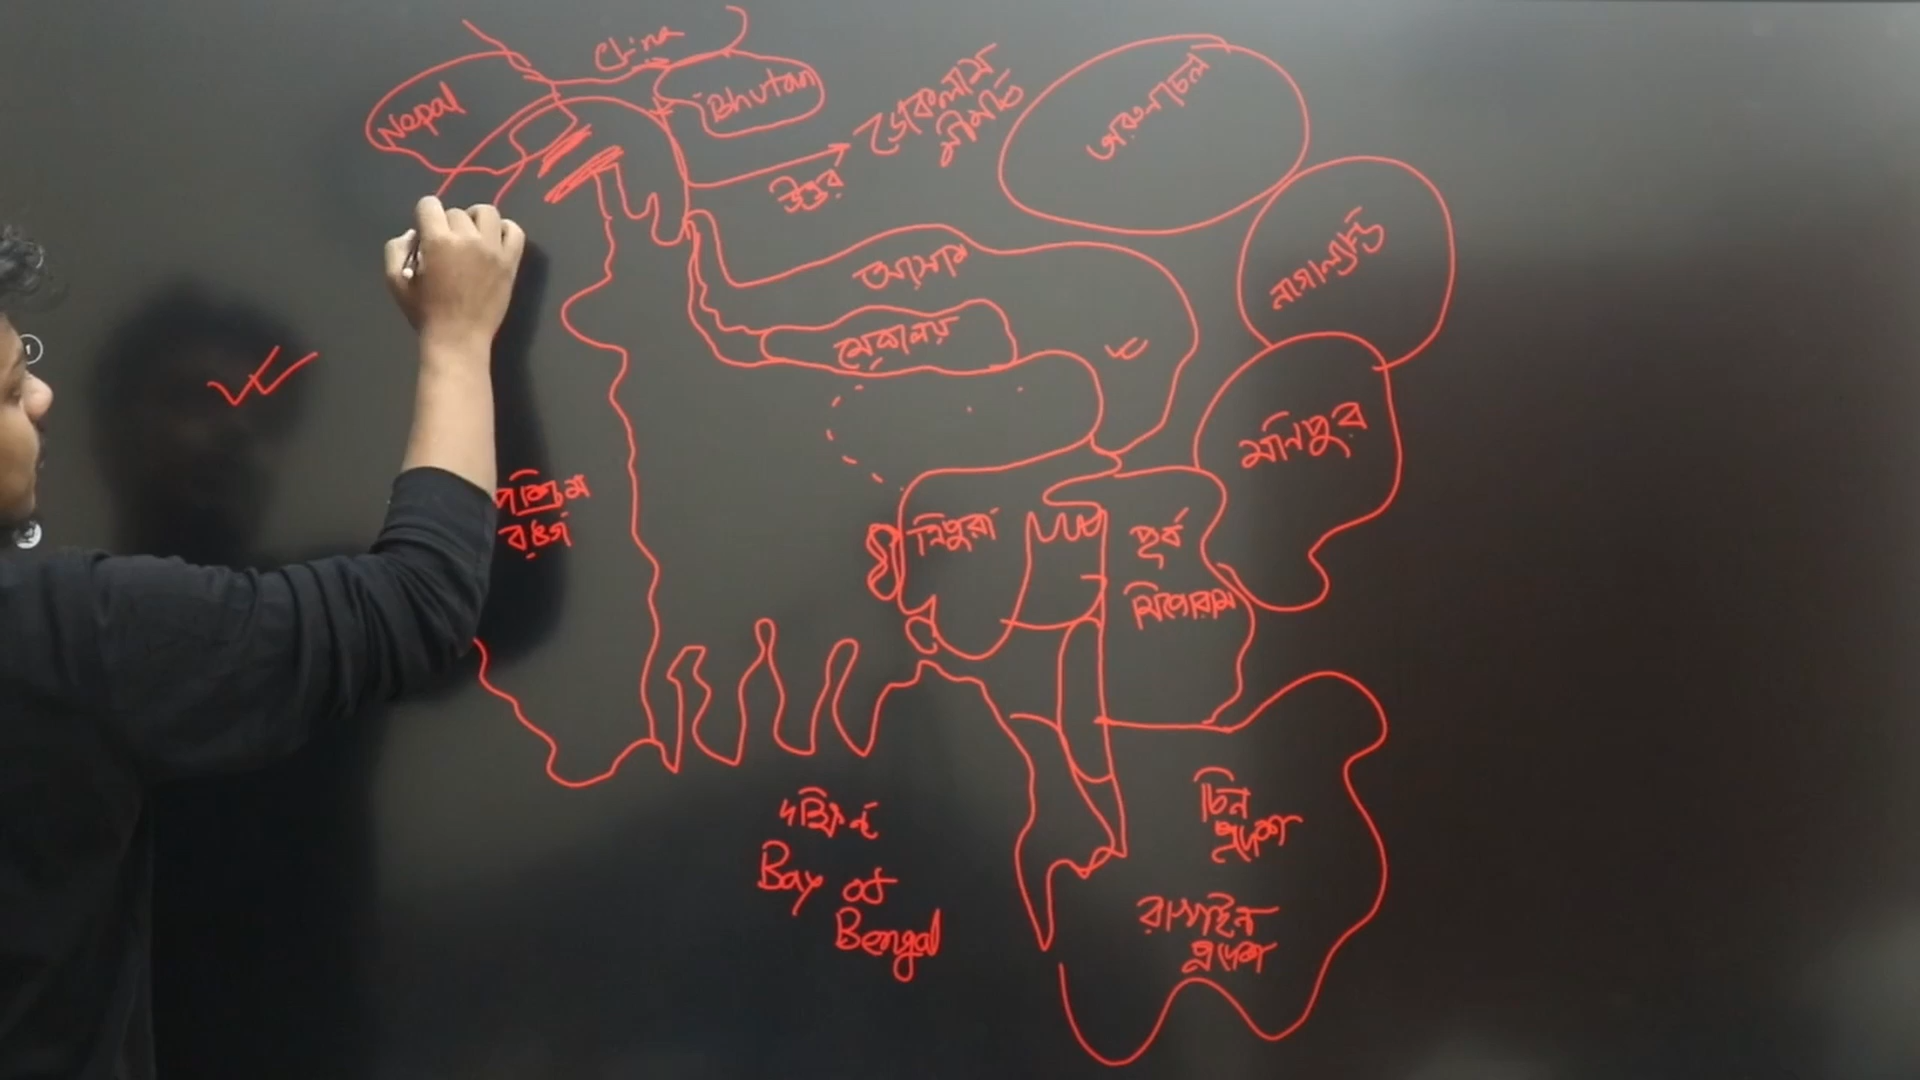 China
Nepal
Bhutan
ডোকলাম
সীমান্ত
উত্তর
অরুনাচল
নাগাল্যান্ড
আসাম
মেঘালয়
মনিপুর
পশ্চিম
বঙ্গ
ত্রিপুরা
পূর্ব
মিজোরাম
চিন
প্রদেশ
রাখাইন
প্রদেশ
দক্ষিন
Bay of
Bengal